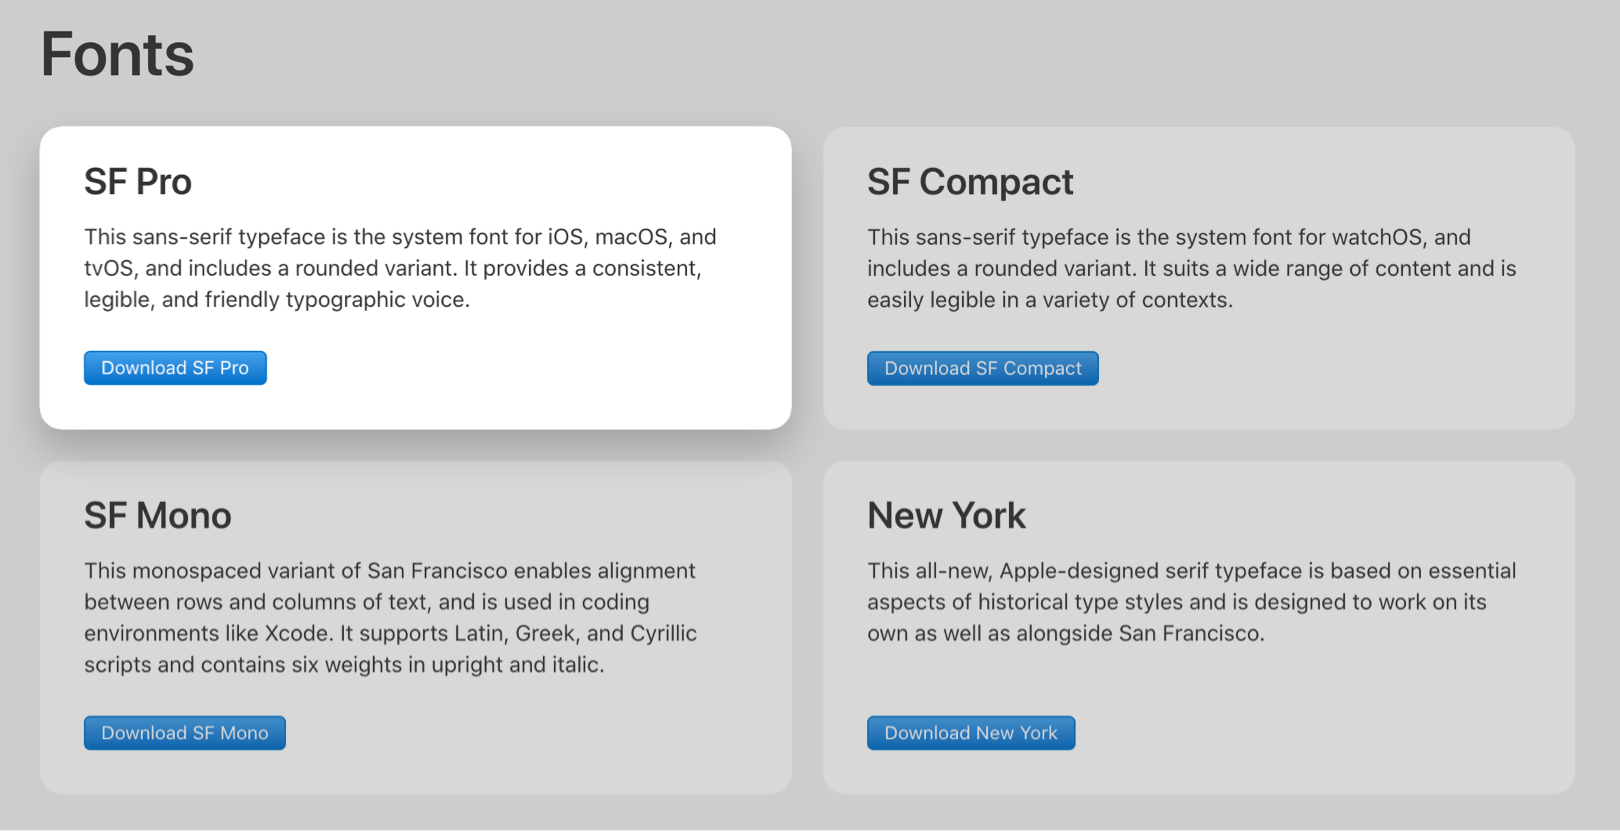 Fonts
SF Pro
This sans-serif typeface is the system font for iOS, macOS, and
tvOS, and includes a rounded variant. It provides a consistent,
legible, and friendly typographic voice.
Download SF Pro
SF Compact
This sans-serif typeface is the system font for watchOS, and
includes a rounded variant. It suits a wide range of content and is
easily legible in a variety of contexts.
Download SF Compact
SF Mono
This monospaced variant of San Francisco enables alignment
between rows and columns of text, and is used in coding
environments like Xcode. It supports Latin, Greek, and Cyrillic
scripts and contains six weights in upright and italic.
Download SF Mono
New York
This all-new, Apple-designed serif typeface is based on essential
aspects of historical type styles and is designed to work on its
own as well as alongside San Francisco.
Download New York